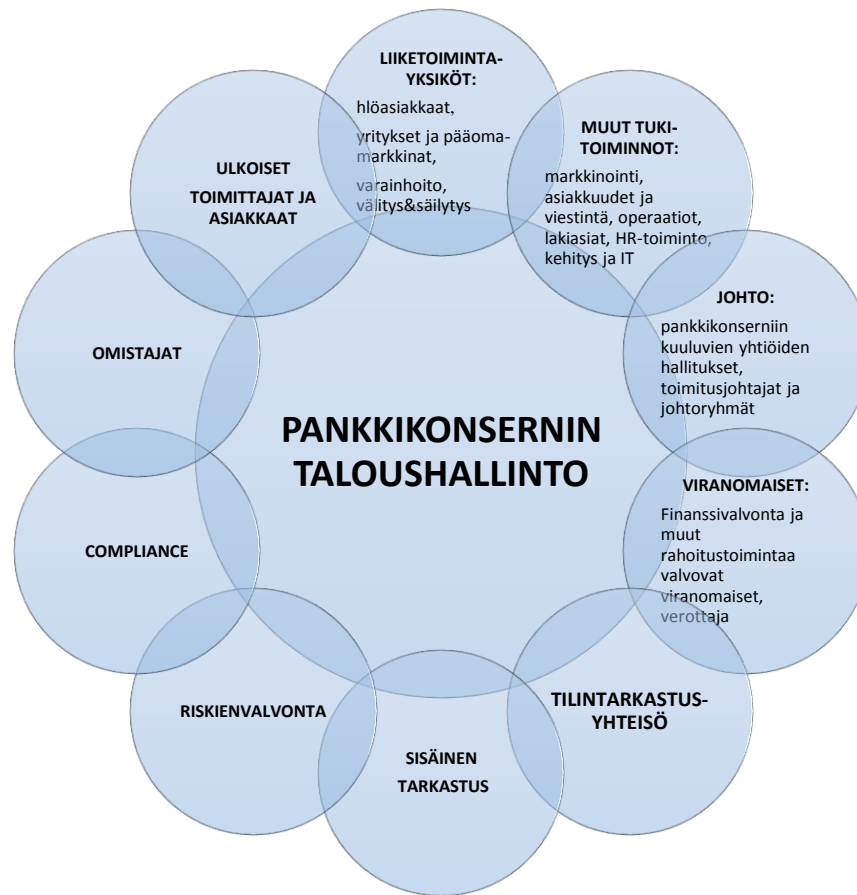 LIIKETOIMINTA-
YKSIKÖT:
hlöasiakkaat,
yritykset ja pääoma-
markkinat,
varainhoito,
välitys&säilytys
MUUT TUKI-
TOIMINNOT:
markkinointi,
asiakkuudet ja
viestintä, operaatiot,
lakiasiat, HR-toiminto,
kehitys ja IT
JOHTO:
pankkikonserniin
kuuluvien yhtiöiden
hallitukset,
toimitusjohtajat ja
johtoryhmät
VIRANOMAISET:
Finanssivalvonta ja
muut
rahoitustoimintaa
valvovat
viranomaiset,
verottaja
TILINTARKASTUS-
YHTEISÖ
SISÄINEN
TARKASTUS
RISKIENVALVONTA
COMPLIANCE
OMISTAJAT
ULKOISET
TOIMITTAJAT JA
ASIAKKAAT
PANKKIKONSERNIN
TALOUSHALLINTO